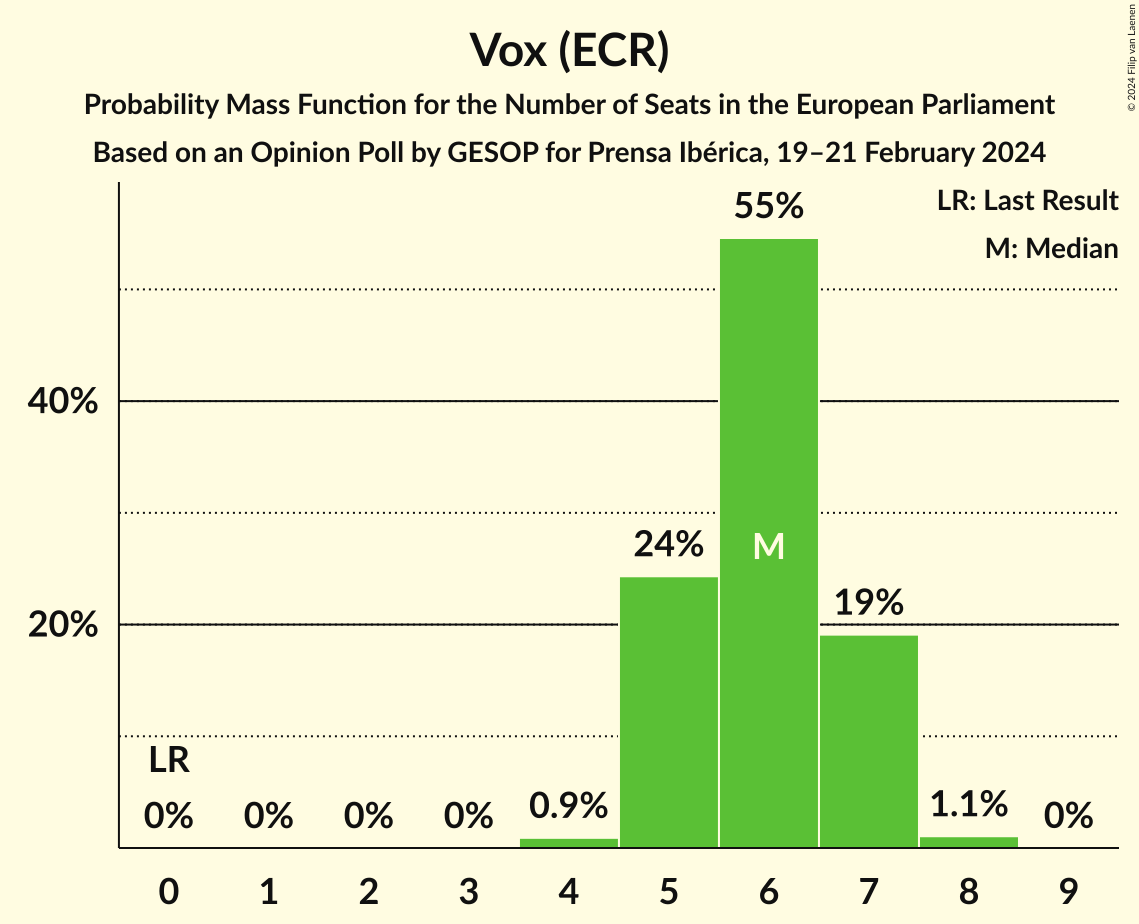 Vox (ECR)
Probability Mass Function for the Number of Seats in the European Parliament
Based on an Opinion Poll by GESOP for Prensa Ibérica, 19–21 February 2024
© 2024 Filip van Laenen
LR: Last Result
M: Median
55%
40%
24%
M
19%
20%
LR
0%
0%
0%
0%
0.9%
1.1%
0%
0
1
2
3
4
5
6
7
8
9